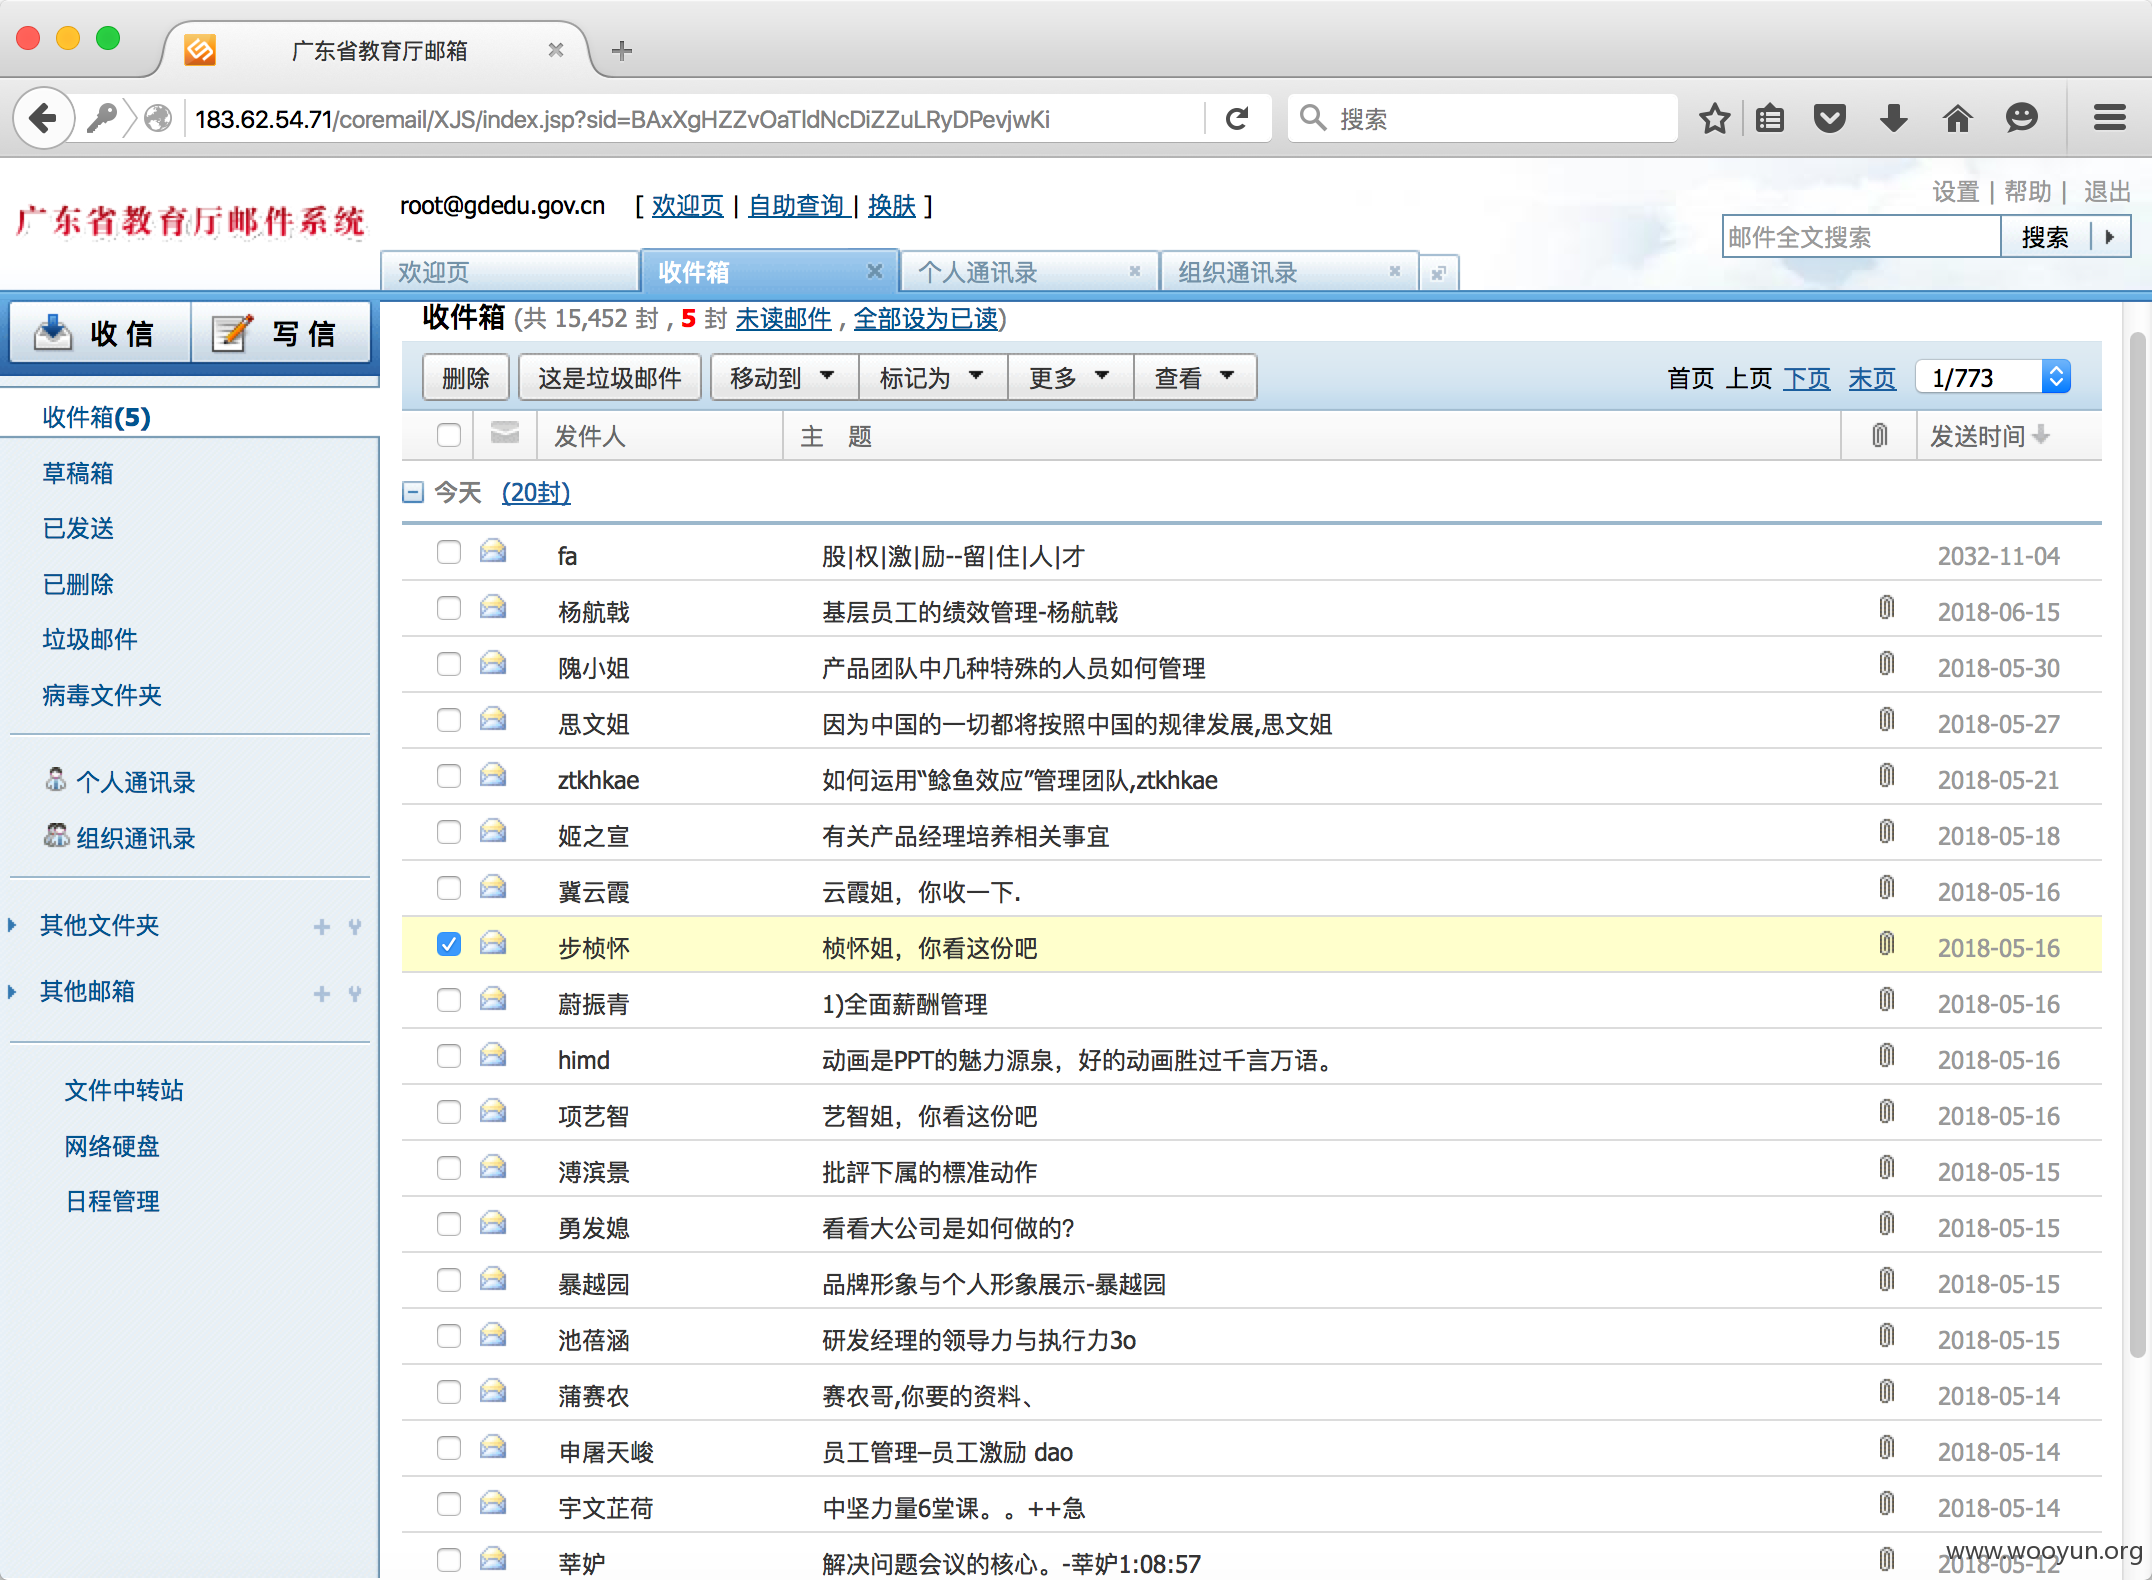 广东省教育厅邮箱
183.62.54.71/coremail/XJS/index.jsp?sid=BAxXgHZZvOaTldNcDiZZuLRyDPevjwKi
搜索
广东省教育厅邮件系统
root@gdedu.gov.cn [ 欢迎页 | 自助查询 | 换肤 ]
设置 | 帮助 | 退出
邮件全文搜索 搜索
欢迎页 收件箱 个人通讯录 组织通讯录
收信 写信
收件箱(5)
草稿箱
已发送
已删除
垃圾邮件
病毒文件夹
个人通讯录
组织通讯录
其他文件夹
其他邮箱
文件中转站
网络硬盘
日程管理
收件箱 (共 15,452 封 , 5 封 未读邮件 , 全部设为已读)
删除 这是垃圾邮件 移动到 标记为 更多 查看 首页 上页 下页 末页 1/773
发件人 主 题 发送时间
今天 (20封)
fa 股|权|激|励--留|住|人|才 2032-11-04
杨航戟 基层员工的绩效管理-杨航戟 2018-06-15
隗小姐 产品团队中几种特殊的人员如何管理 2018-05-30
思文姐 因为中国的一切都将按照中国的规律发展,思文姐 2018-05-27
ztkhkae 如何运用“鲶鱼效应”管理团队,ztkhkae 2018-05-21
姬之宣 有关产品经理培养相关事宜 2018-05-18
冀云霞 云霞姐，你收一下. 2018-05-16
步桢怀 桢怀姐，你看这份吧 2018-05-16
蔚振青 1)全面薪酬管理 2018-05-16
himd 动画是PPT的魅力源泉，好的动画胜过千言万语。 2018-05-16
项艺智 艺智姐，你看这份吧 2018-05-16
溥滨景 批評下属的標准动作 2018-05-15
勇发媳 看看大公司是如何做的? 2018-05-15
暴越园 品牌形象与个人形象展示-暴越园 2018-05-15
池蓓涵 研发经理的领导力与执行力3o 2018-05-15
蒲赛农 赛农哥,你要的资料、 2018-05-14
申屠天峻 员工管理–员工激励 dao 2018-05-14
宇文芷荷 中坚力量6堂课。。++急 2018-05-14
莘妒 解决问题会议的核心。-莘妒1:08:57 2018-05-12
www.wooyun.org